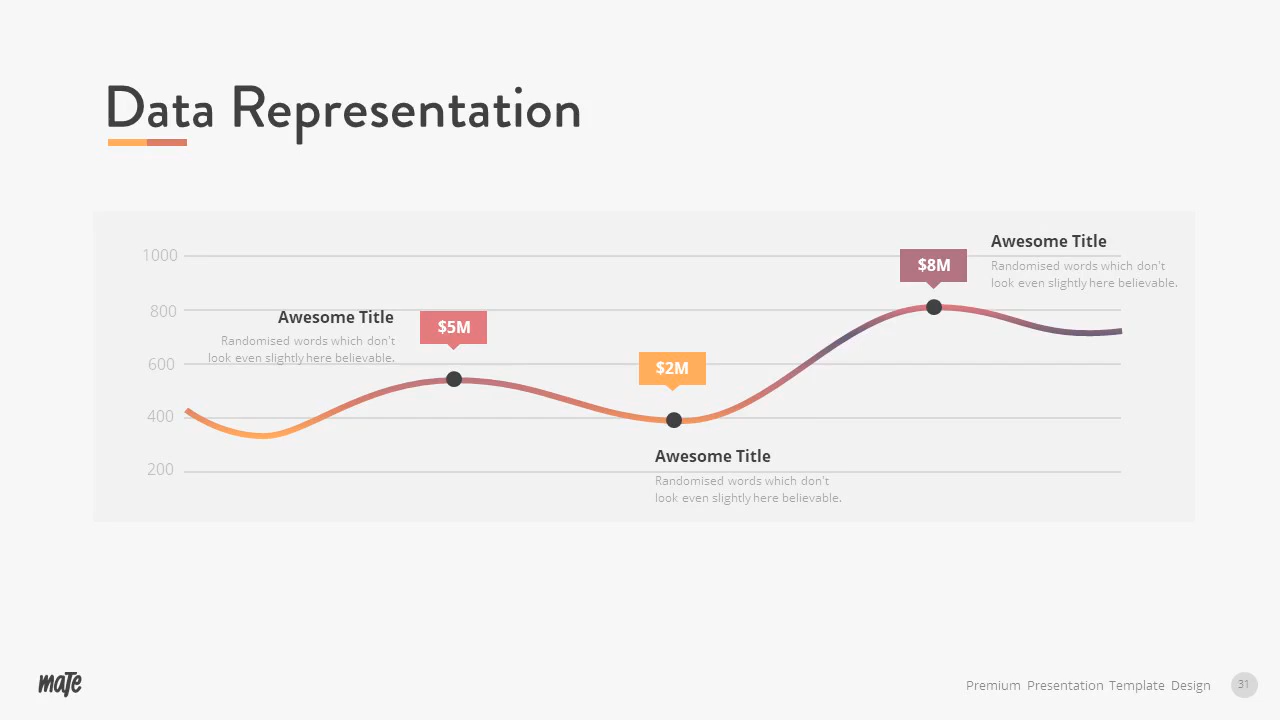 Data Representation
1000
800
600
400
200
Awesome Title
Randomised words which don't
look even slightly here believable.
$5M
$2M
Awesome Title
Randomised words which don't
look even slightly here believable.
$8M
Awesome Title
Randomised words which don't
look even slightly here believable.
maTe
Premium Presentation Template Design
31